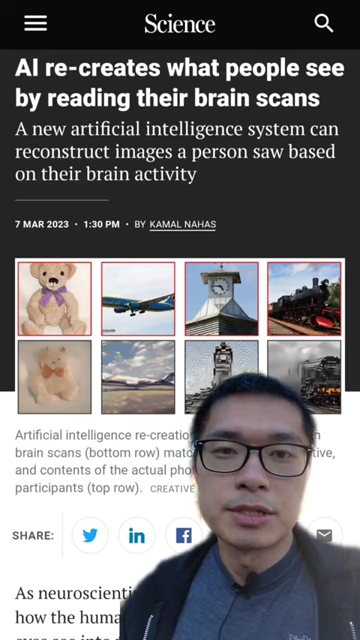 Science
AI re-creates what people see
by reading their brain scans
A new artificial intelligence system can
reconstruct images a person saw based
on their brain activity
7 MAR 2023 • 1:30 PM • BY KAMAL NAHAS
Artificial intelligence re-creatio
brain scans (bottom row) matc
and contents of the actual pho
participants (top row). CREATIVE
SHARE:
As neuroscienti
how the huma